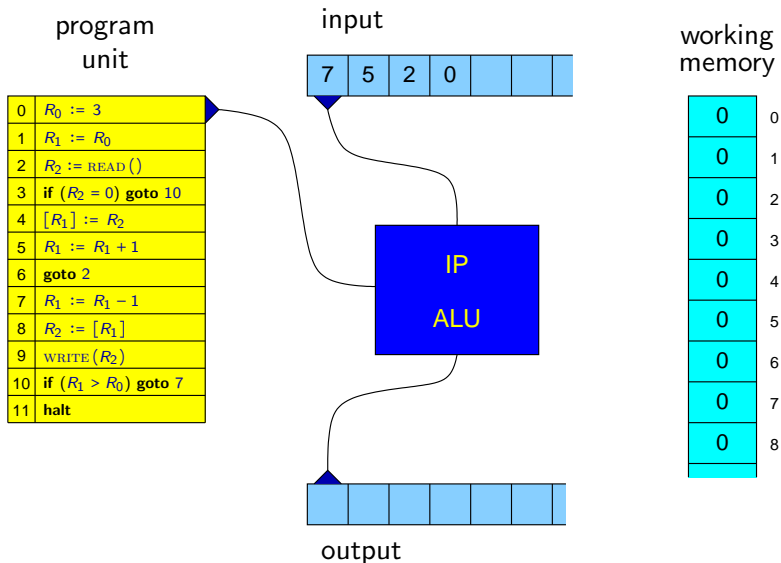 program
unit
0 R0 := 3
1 R1 := R0
2 R2 := READ()
3 if (R2 = 0) goto 10
4 [R1] := R2
5 R1 := R1 + 1
6 goto 2
7 R1 := R1 − 1
8 R2 := [R1]
9 WRITE(R2)
10 if (R1 > R0) goto 7
11 halt
input
7 5 2 0
IP
ALU
output
working
memory
0 0
0 1
0 2
0 3
0 4
0 5
0 6
0 7
0 8